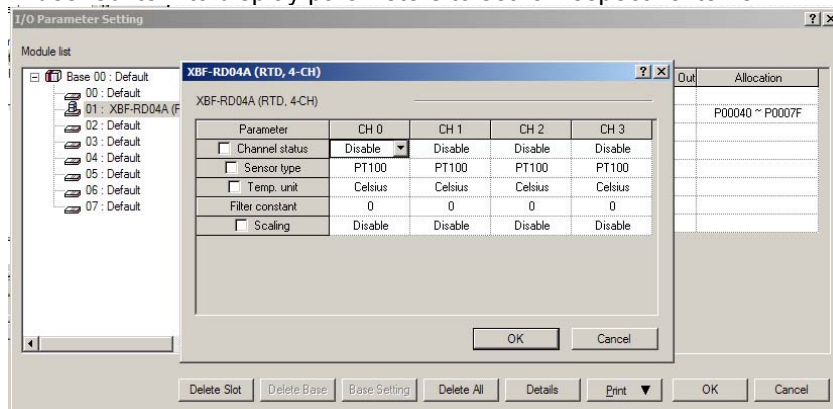 I/O Parameter Setting
Module list
Base 00 : Default
00 : Default
01 : XBF-RD04A (F
02 : Default
03 : Default
04 : Default
05 : Default
06 : Default
07 : Default
XBF-RD04A (RTD, 4-CH)
XBF-RD04A (RTD, 4-CH)
Parameter CH 0 CH 1 CH 2 CH 3
Channel status Disable Disable Disable Disable
Sensor type PT100 PT100 PT100 PT100
Temp. unit Celsius Celsius Celsius Celsius
Filter constant 0 0 0 0
Scaling Disable Disable Disable Disable
OK Cancel
Out Allocation
P00040 ~ P0007F
Delete Slot Delete Base Base Setting Delete All Details Print ▼ OK Cancel